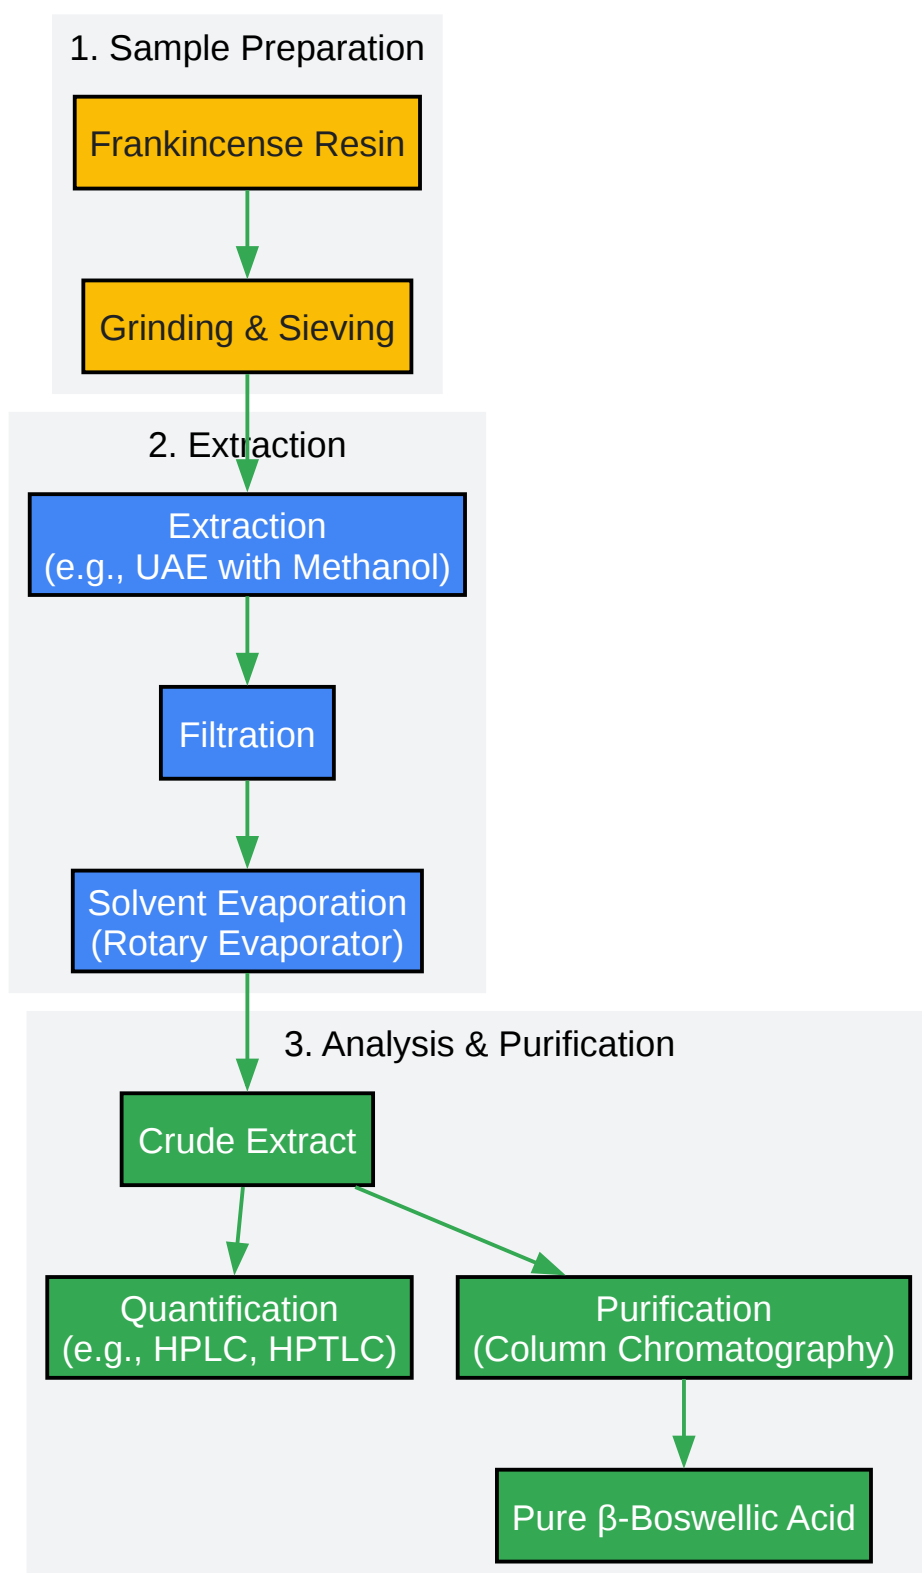 1. Sample Preparation
Frankincense Resin
Grinding & Sieving
2. Extraction
Extraction
(e.g., UAE with Methanol)
Filtration
Solvent Evaporation
(Rotary Evaporator)
3. Analysis & Purification
Crude Extract
Quantification
(e.g., HPLC, HPTLC)
Purification
(Column Chromatography)
Pure β-Boswellic Acid